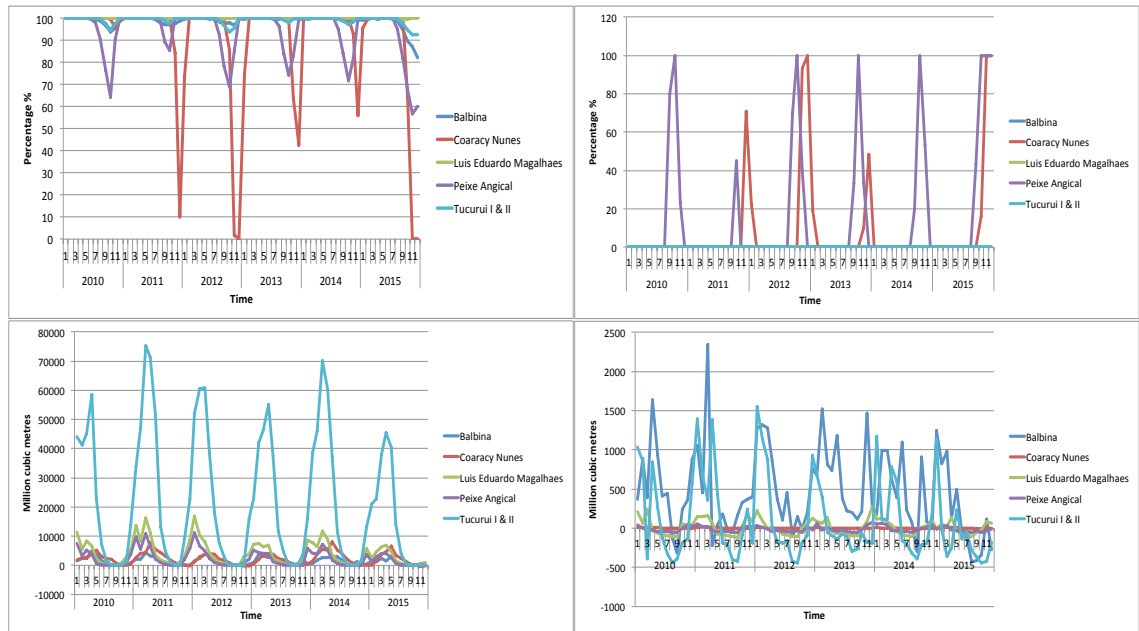 Percentage %
100
90
80
70
60
50
40
30
20
10
0
1 3 5 7 9 11 1 3 5 7 9 11 1 3 5 7 9 11 1 3 5 7 9 11 1 3 5 7 9 11 1 3 5 7 9 11
2010 2011 2012 2013 2014 2015
Time
Balbina
Coaracy Nunes
Luis Eduardo Magalhaes
Peixe Angical
Tucurui I & II
Percentage %
120
100
80
60
40
20
0
1 3 5 7 9 11 1 3 5 7 9 11 1 3 5 7 9 11 1 3 5 7 9 11 1 3 5 7 9 11 1 3 5 7 9 11
2010 2011 2012 2013 2014 2015
Time
Balbina
Coaracy Nunes
Luis Eduardo Magalhaes
Peixe Angical
Tucurui I & II
Million cubic metres
80000
70000
60000
50000
40000
30000
20000
10000
0
-10000
1 3 5 7 9 11 1 3 5 7 9 11 1 3 5 7 9 11 1 3 5 7 9 11 1 3 5 7 9 11 1 3 5 7 9 11
2010 2011 2012 2013 2014 2015
Time
Balbina
Coaracy Nunes
Luis Eduardo Magalhaes
Peixe Angical
Tucurui I & II
Million cubic metres
2500
2000
1500
1000
500
0
-500
-1000
1 3 5 7 9 11 1 3 5 7 9 11 1 3 5 7 9 11 1 3 5 7 9 11 1 3 5 7 9 11 1 3 5 7 9 11
2010 2011 2012 2013 2014 2015
Time
Balbina
Coaracy Nunes
Luis Eduardo Magalhaes
Peixe Angical
Tucurui I & II